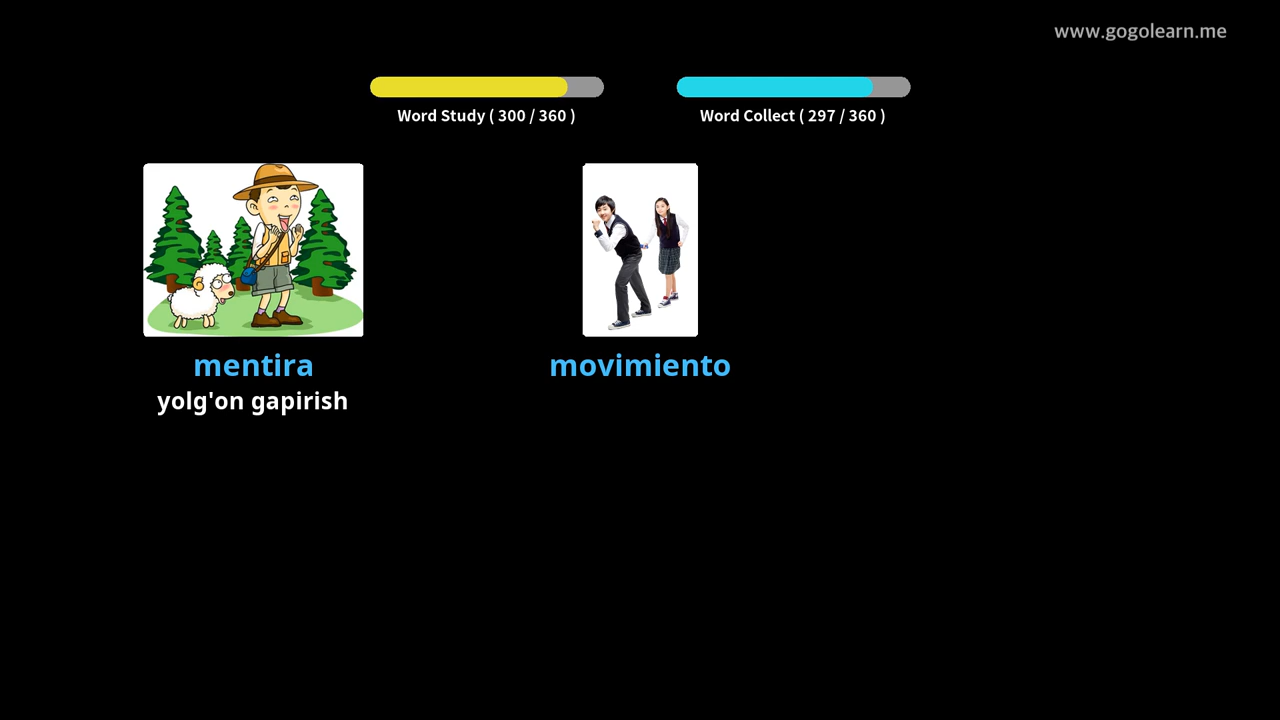 www.gogolearn.me
Word Study ( 300 / 360 )
Word Collect ( 297 / 360 )
mentira
yolg'on gapirish
movimiento